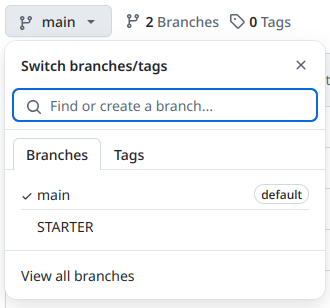 main 2 Branches 0 Tags
Switch branches/tags
Find or create a branch...
Branches Tags
main default
STARTER
View all branches